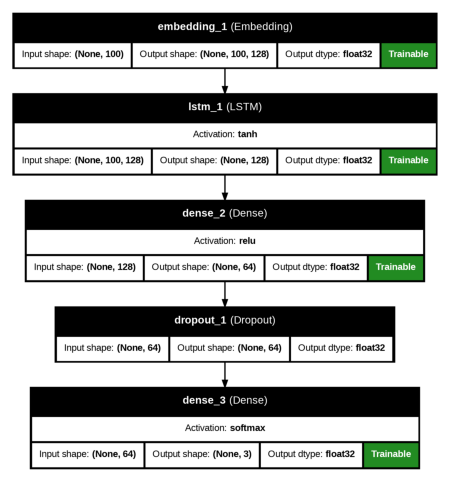 embedding_1 (Embedding)
Input shape: (None, 100) Output shape: (None, 100, 128) Output dtype: float32 Trainable
lstm_1 (LSTM)
Activation: tanh
Input shape: (None, 100, 128) Output shape: (None, 128) Output dtype: float32 Trainable
dense_2 (Dense)
Activation: relu
Input shape: (None, 128) Output shape: (None, 64) Output dtype: float32 Trainable
dropout_1 (Dropout)
Input shape: (None, 64) Output shape: (None, 64) Output dtype: float32
dense_3 (Dense)
Activation: softmax
Input shape: (None, 64) Output shape: (None, 3) Output dtype: float32 Trainable